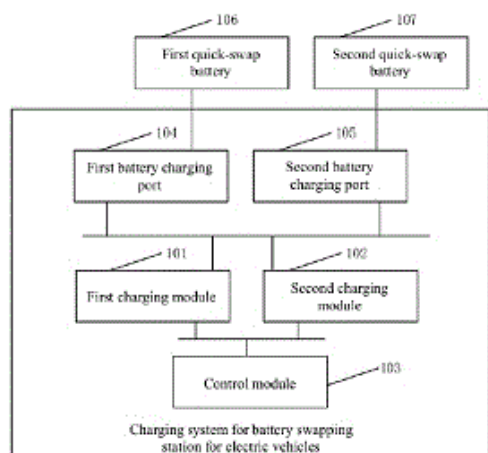 106
107
First quick-swap
battery
Second quick-swap
battery
104
105
First battery charging
port
Second battery
charging port
101
102
First charging module
Second charging
module
103
Control module
Charging system for battery swapping
station for electric vehicles